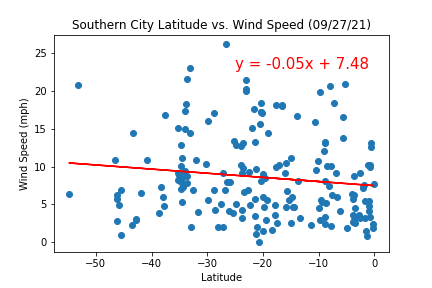 Southern City Latitude vs. Wind Speed (09/27/21)
y = -0.05x + 7.48
Wind Speed (mph)
25
20
15
10
5
0
−50 −40 −30 −20 −10 0
Latitude